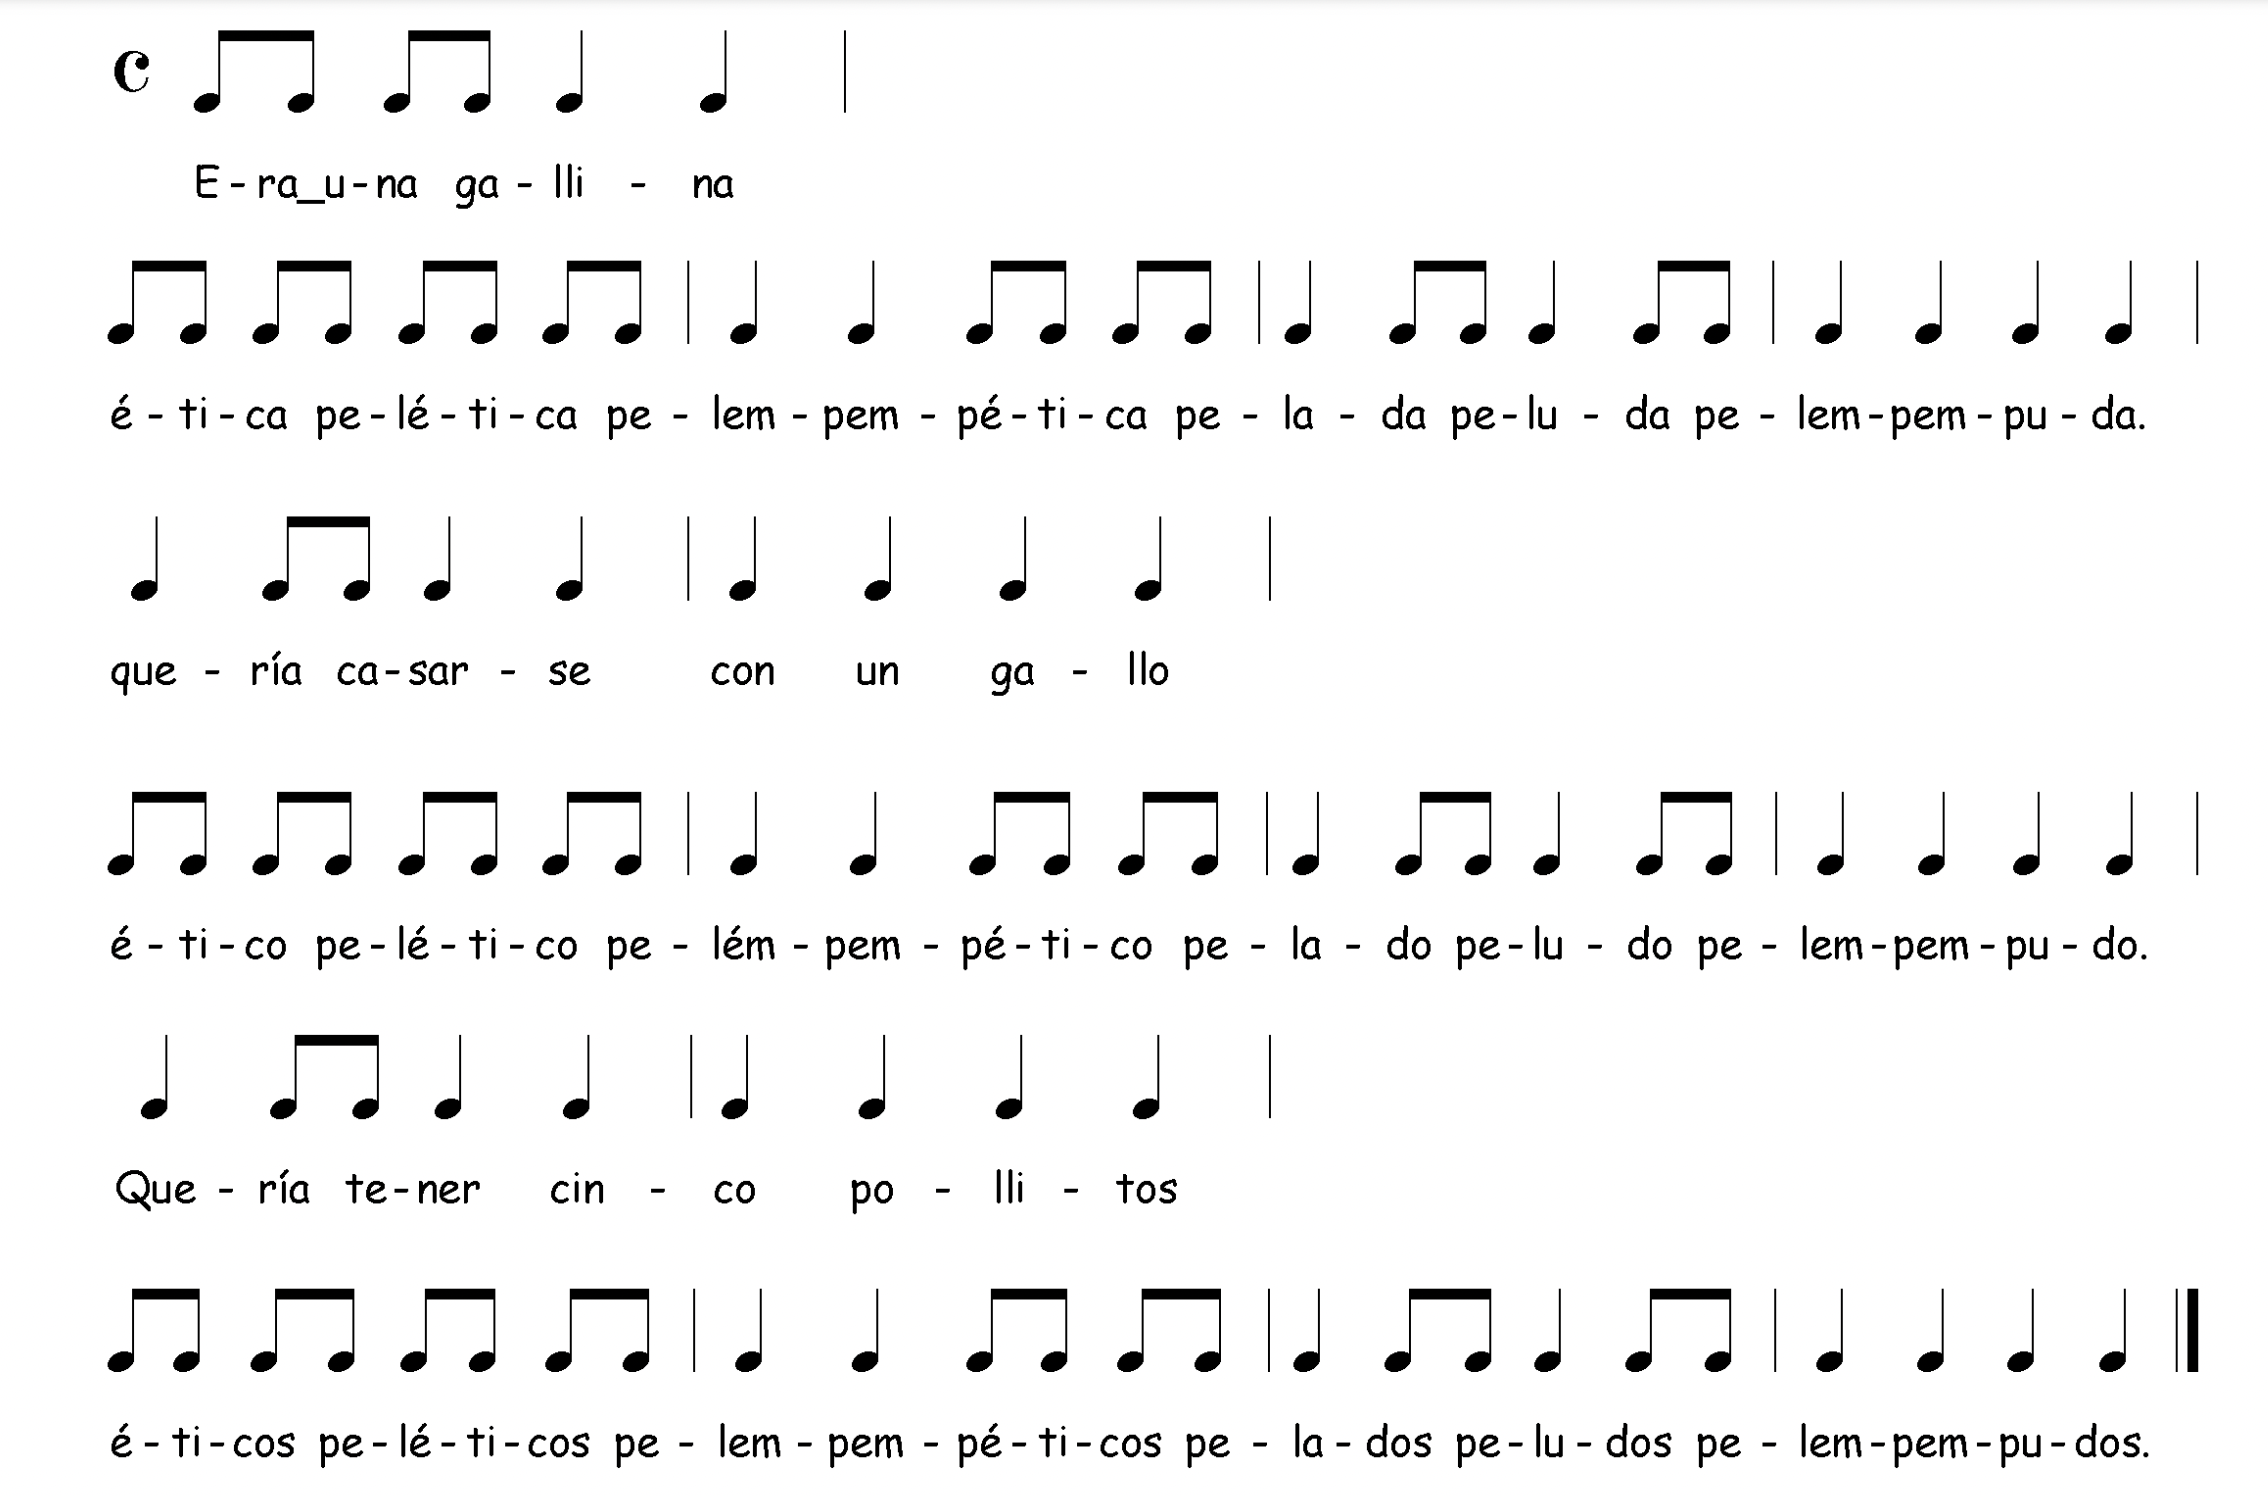 E-ra_u-na ga-lli-na
é-ti-ca pe-lé-ti-ca pe-lem-pem-pé-ti-ca pe-la-da pe-lu-da pe-lem-pem-pu-da.
que-ría ca-sar-se con un ga-llo
é-ti-co pe-lé-ti-co pe-lém-pem-pé-ti-co pe-la-do pe-lu-do pe-lem-pem-pu-do.
Que-ría te-ner cin-co po-lli-tos
é-ti-cos pe-lé-ti-cos pe-lem-pem-pé-ti-cos pe-la-dos pe-lu-dos pe-lem-pem-pu-dos.